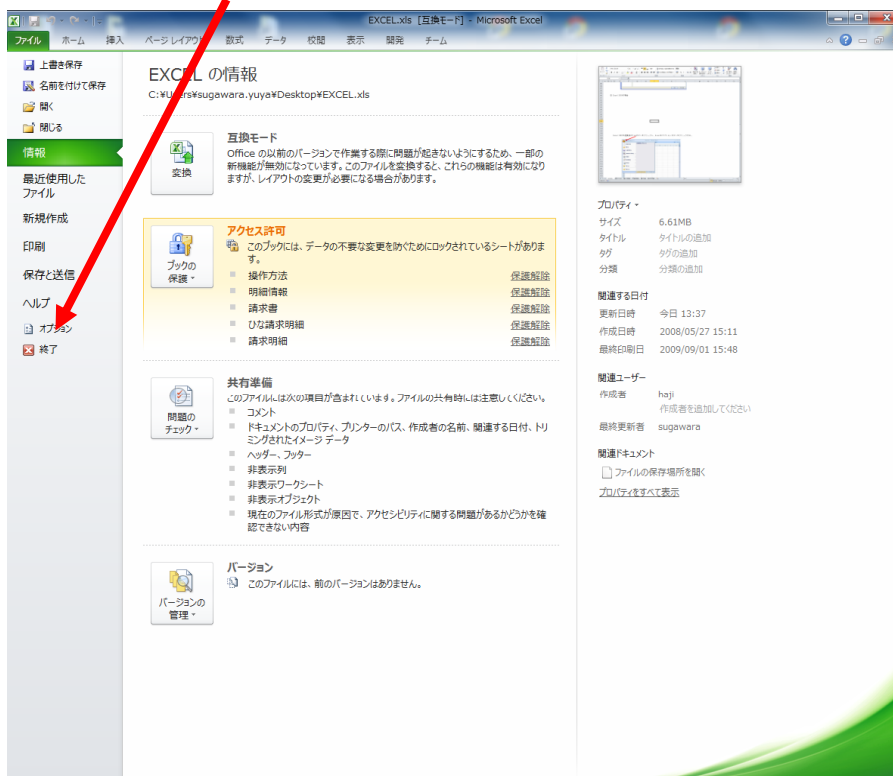 EXCEL.xls [互換モード] - Microsoft Excel
ファイル ホーム 挿入 ページ レイアウト 数式 データ 校閲 表示 開発 チーム
上書き保存
名前を付けて保存
開く
閉じる
情報
最近使用した
ファイル
新規作成
印刷
保存と送信
ヘルプ
オプション
終了
EXCEL の情報
C:¥Users¥sugawara.yuya¥Desktop¥EXCEL.xls
変換
互換モード
Office の以前のバージョンで作業する際に問題が起きないようにするため、一部の
新機能が無効になっています。このファイルを変換すると、これらの機能は有効になり
ますが、レイアウトの変更が必要になる場合があります。
ブックの
保護
アクセス許可
このブックには、データの不要な変更を防ぐためにロックされているシートがありま
す。
操作方法 保護解除
明細情報 保護解除
請求書 保護解除
ひな請求明細 保護解除
請求明細 保護解除
問題の
チェック
共有準備
このファイルには次の項目が含まれています。ファイルの共有時には注意してください。
コメント
ドキュメントのプロパティ、プリンターのパス、作成者の名前、関連する日付、トリ
ミングされたイメージ データ
ヘッダー、フッター
非表示列
非表示ワークシート
非表示オブジェクト
現在のファイル形式が原因で、アクセシビリティに関する問題があるかどうかを確
認できない内容
バージョンの
管理
バージョン
このファイルには、前のバージョンはありません。
プロパティ
サイズ 6.61MB
タイトル タイトルの追加
タグ タグの追加
分類 分類の追加
関連する日付
更新日時 今日 13:37
作成日時 2008/05/27 15:11
最終印刷日 2009/09/01 15:48
関連ユーザー
作成者 haji
作成者を追加してください
最終更新者 sugawara
関連ドキュメント
ファイルの保存場所を開く
プロパティをすべて表示